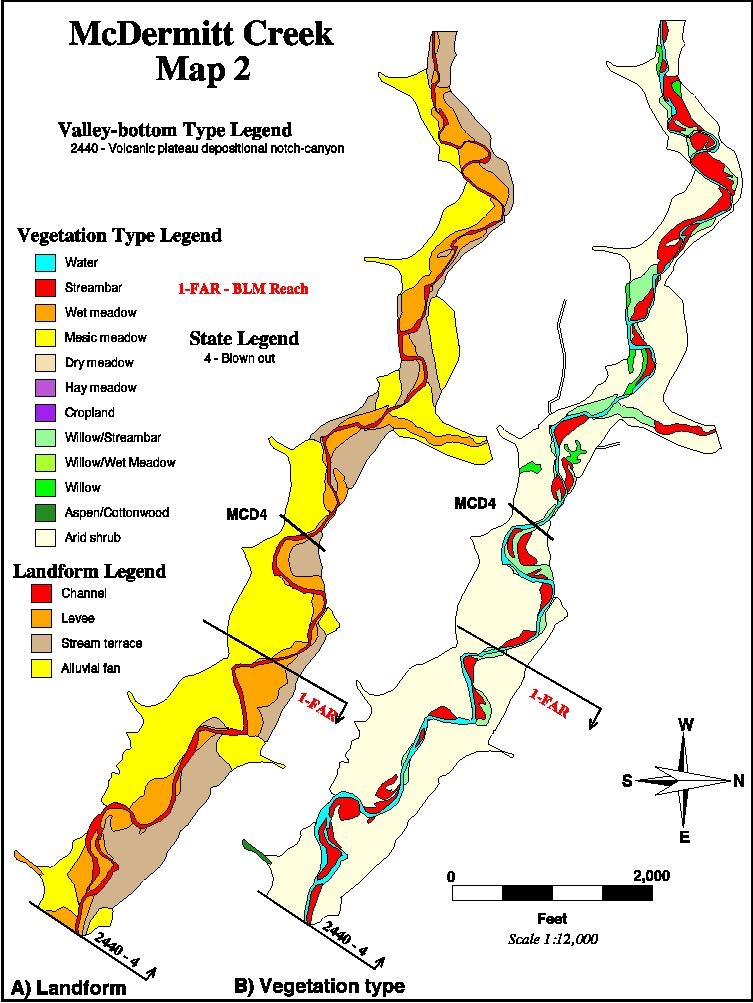 McDermitt Creek
Map 2
Valley-bottom Type Legend
2440 - Volcanic plateau depositional notch-canyon
Vegetation Type Legend
Water
Streambar
Wet meadow
Mesic meadow
Dry meadow
Hay meadow
Cropland
Willow/Streambar
Willow/Wet Meadow
Willow
Aspen/Cottonwood
Arid shrub
1-FAR - BLM Reach
State Legend
4 - Blown out
Landform Legend
Channel
Levee
Stream terrace
Alluvial fan
MCD4
MCD4
1-FAR
1-FAR
W
S
N
E
0
2,000
Feet
Scale 1:12,000
2440 - 4
2440 - 4
A) Landform
B) Vegetation type